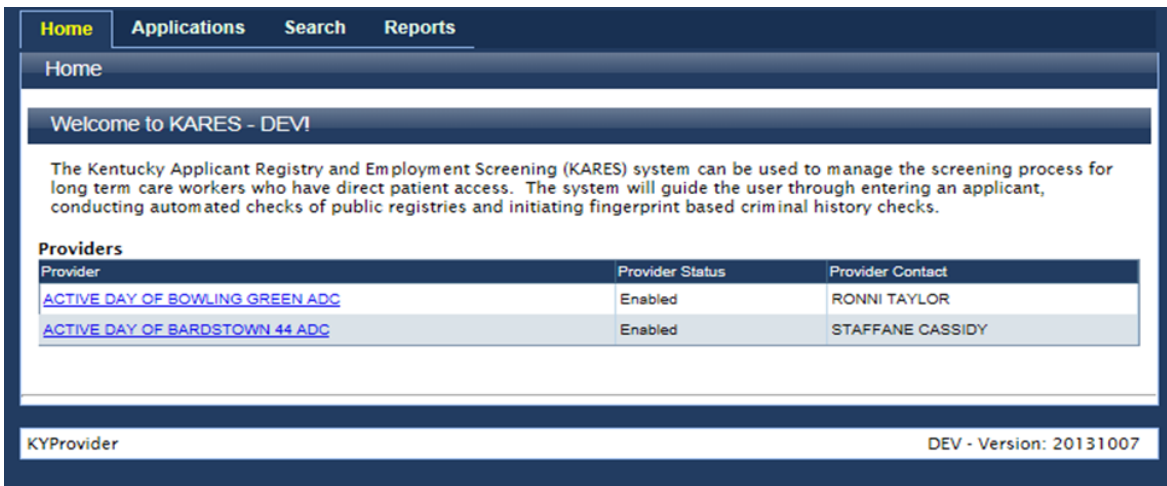 Home Applications Search Reports
Home
Welcome to KARES - DEV!
The Kentucky Applicant Registry and Employment Screening (KARES) system can be used to manage the screening process for
long term care workers who have direct patient access. The system will guide the user through entering an applicant,
conducting automated checks of public registries and initiating fingerprint based criminal history checks.
Providers
Provider Provider Status Provider Contact
ACTIVE DAY OF BOWLING GREEN ADC Enabled RONNI TAYLOR
ACTIVE DAY OF BARDSTOWN 44 ADC Enabled STAFFANE CASSIDY
KYProvider DEV - Version: 20131007